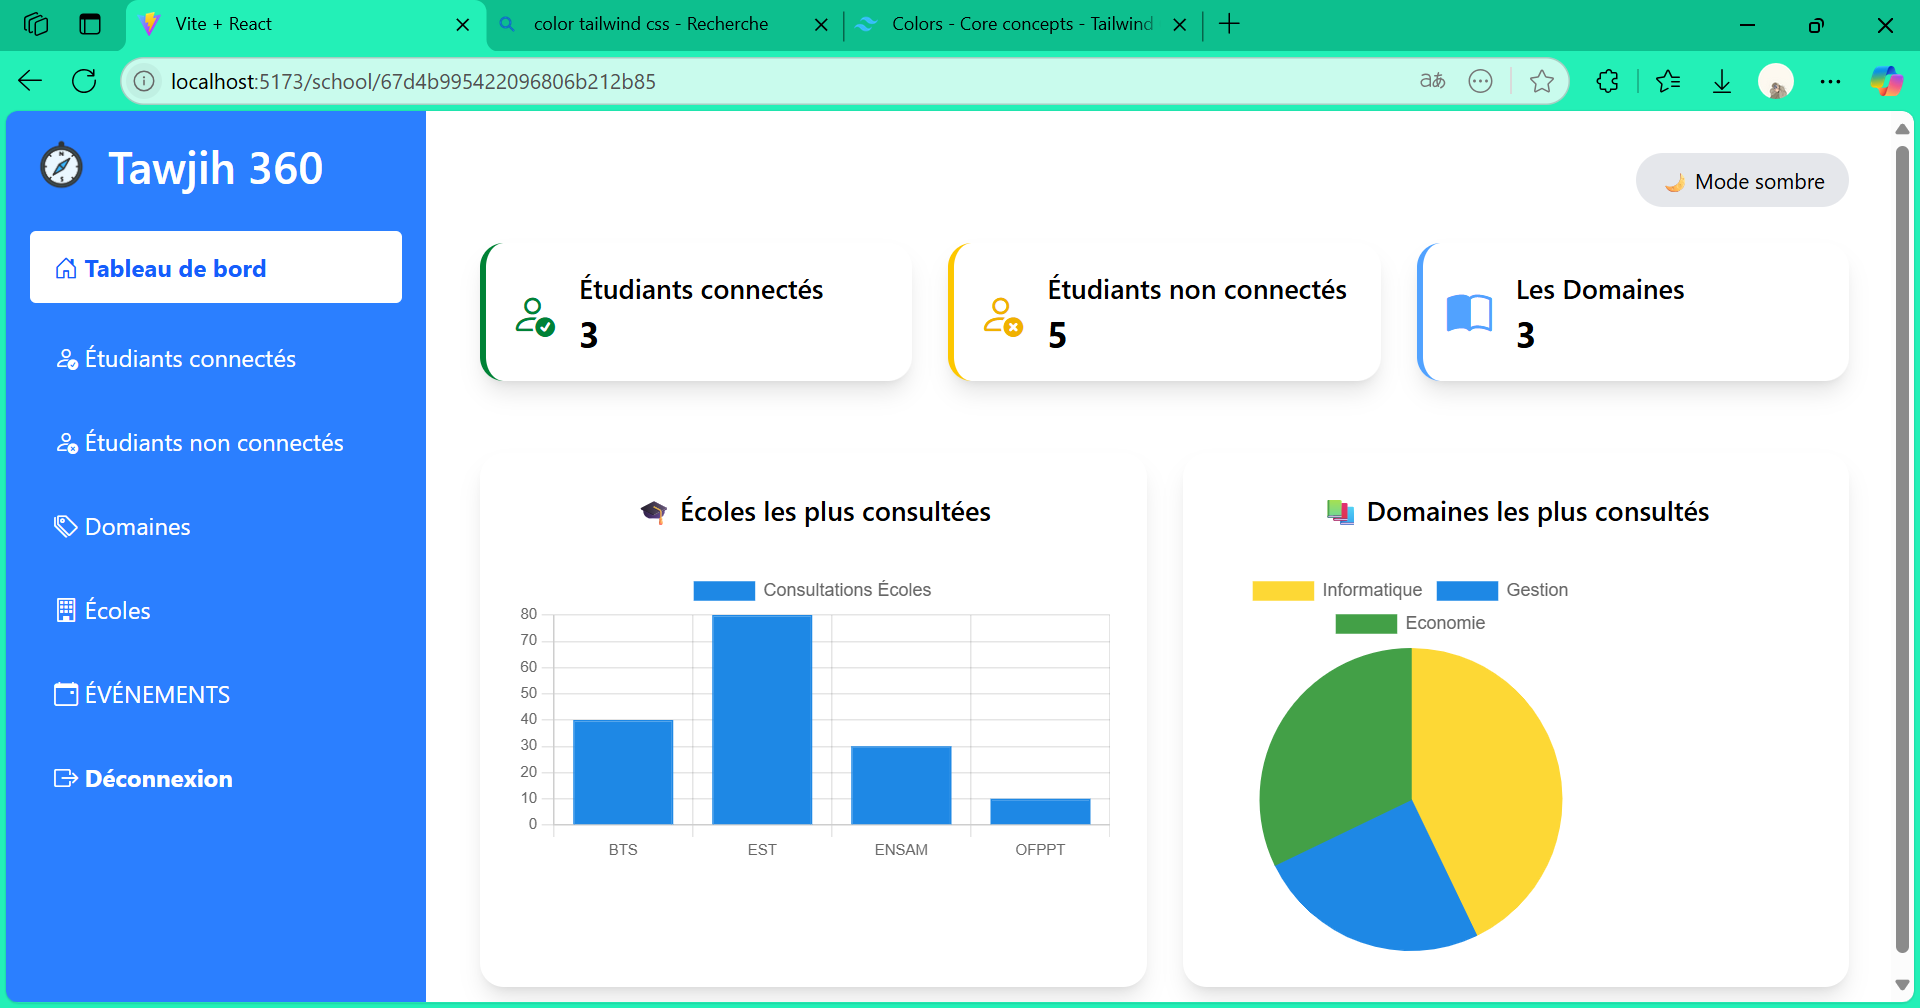 Vite + React
color tailwind css - Recherche
Colors - Core concepts - Tailwind
localhost:5173/school/67d4b995422096806b212b85
aあ
Tawjih 360
Mode sombre
Tableau de bord
Étudiants connectés
Étudiants non connectés
Domaines
Écoles
ÉVÉNEMENTS
Déconnexion
Étudiants connectés
3
Étudiants non connectés
5
Les Domaines
3
Écoles les plus consultées
Consultations Écoles
80
70
60
50
40
30
20
10
0
BTS EST ENSAM OFPPT
Domaines les plus consultés
Informatique Gestion
Economie